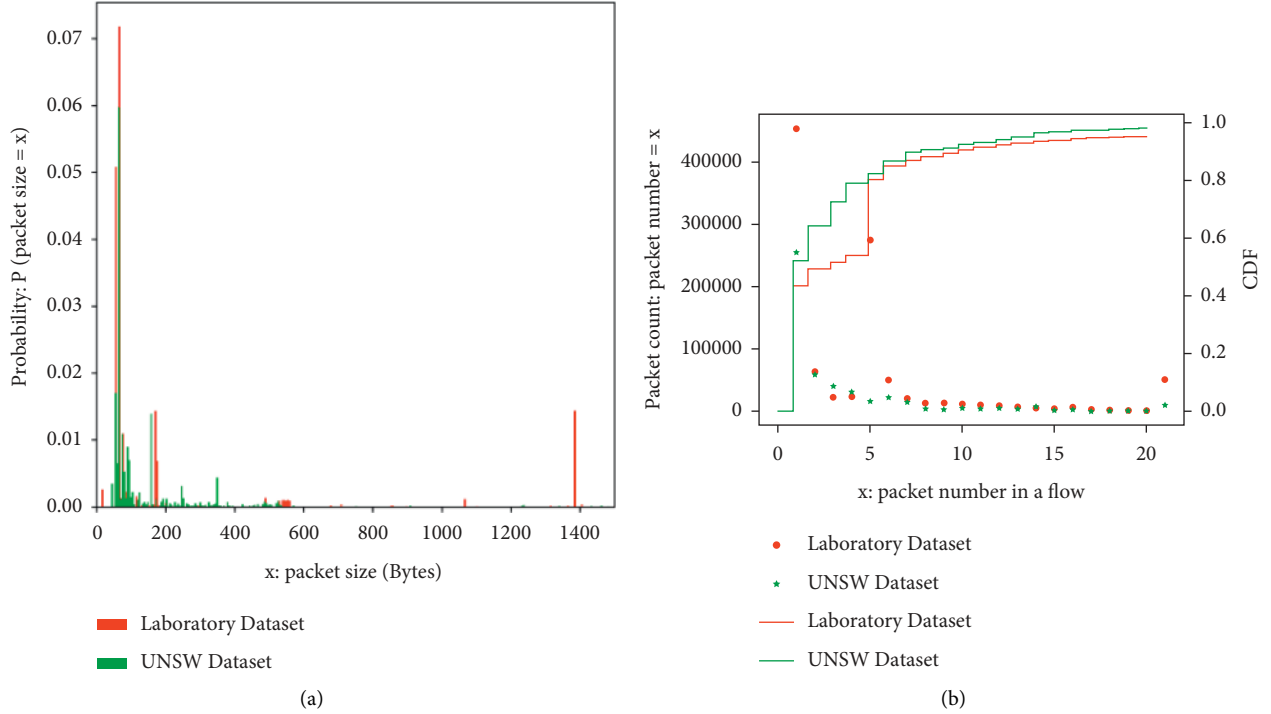 0.07
0.06
0.05
0.04
0.03
0.02
0.01
0.00
Probability: P (packet size = x)
0 200 400 600 800 1000 1200 1400
x: packet size (Bytes)
Laboratory Dataset
UNSW Dataset
(a)
400000
300000
200000
100000
0
Packet count: packet number = x
1.0
0.8
0.6
0.4
0.2
0.0
CDF
0 5 10 15 20
x: packet number in a flow
Laboratory Dataset
UNSW Dataset
Laboratory Dataset
UNSW Dataset
(b)